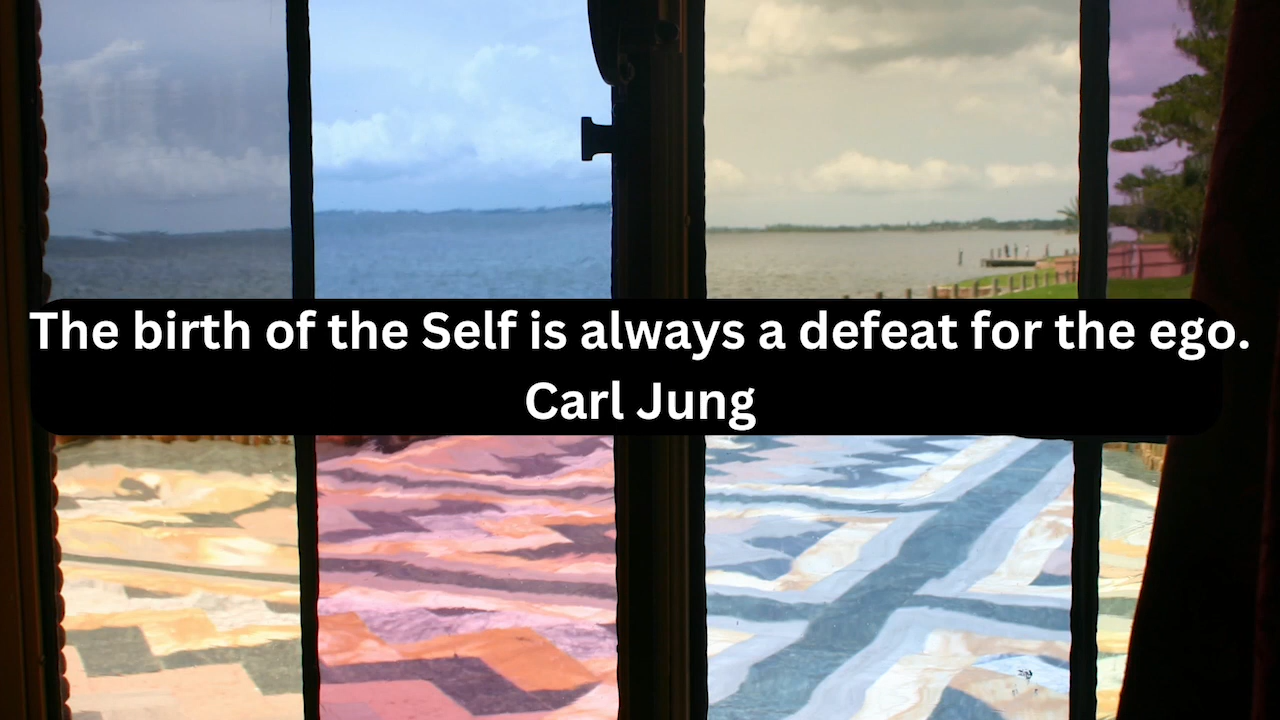 The birth of the Self is always a defeat for the ego.
Carl Jung